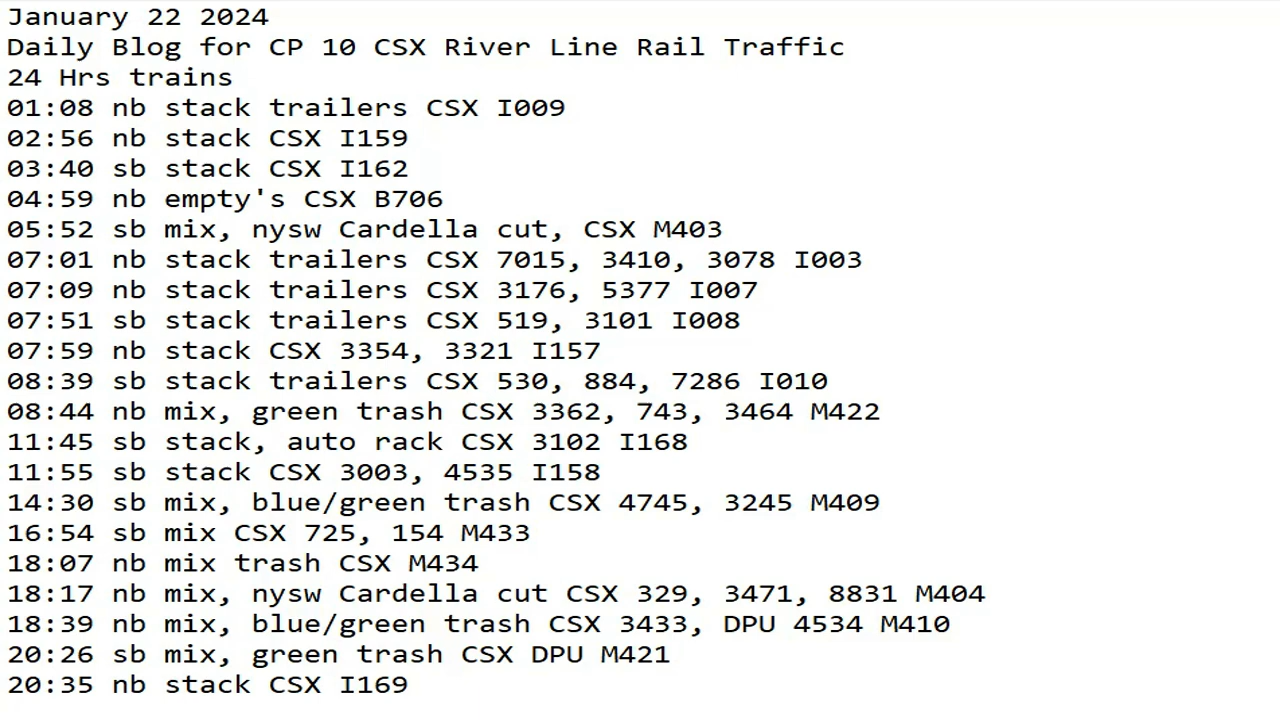 January 22 2024
Daily Blog for CP 10 CSX River Line Rail Traffic
24 Hrs trains
01:08 nb stack trailers CSX I009
02:56 nb stack CSX I159
03:40 sb stack CSX I162
04:59 nb empty's CSX B706
05:52 sb mix, nysw Cardella cut, CSX M403
07:01 nb stack trailers CSX 7015, 3410, 3078 I003
07:09 nb stack trailers CSX 3176, 5377 I007
07:51 sb stack trailers CSX 519, 3101 I008
07:59 nb stack CSX 3354, 3321 I157
08:39 sb stack trailers CSX 530, 884, 7286 I010
08:44 nb mix, green trash CSX 3362, 743, 3464 M422
11:45 sb stack, auto rack CSX 3102 I168
11:55 sb stack CSX 3003, 4535 I158
14:30 sb mix, blue/green trash CSX 4745, 3245 M409
16:54 sb mix CSX 725, 154 M433
18:07 nb mix trash CSX M434
18:17 nb mix, nysw Cardella cut CSX 329, 3471, 8831 M404
18:39 nb mix, blue/green trash CSX 3433, DPU 4534 M410
20:26 sb mix, green trash CSX DPU M421
20:35 nb stack CSX I169